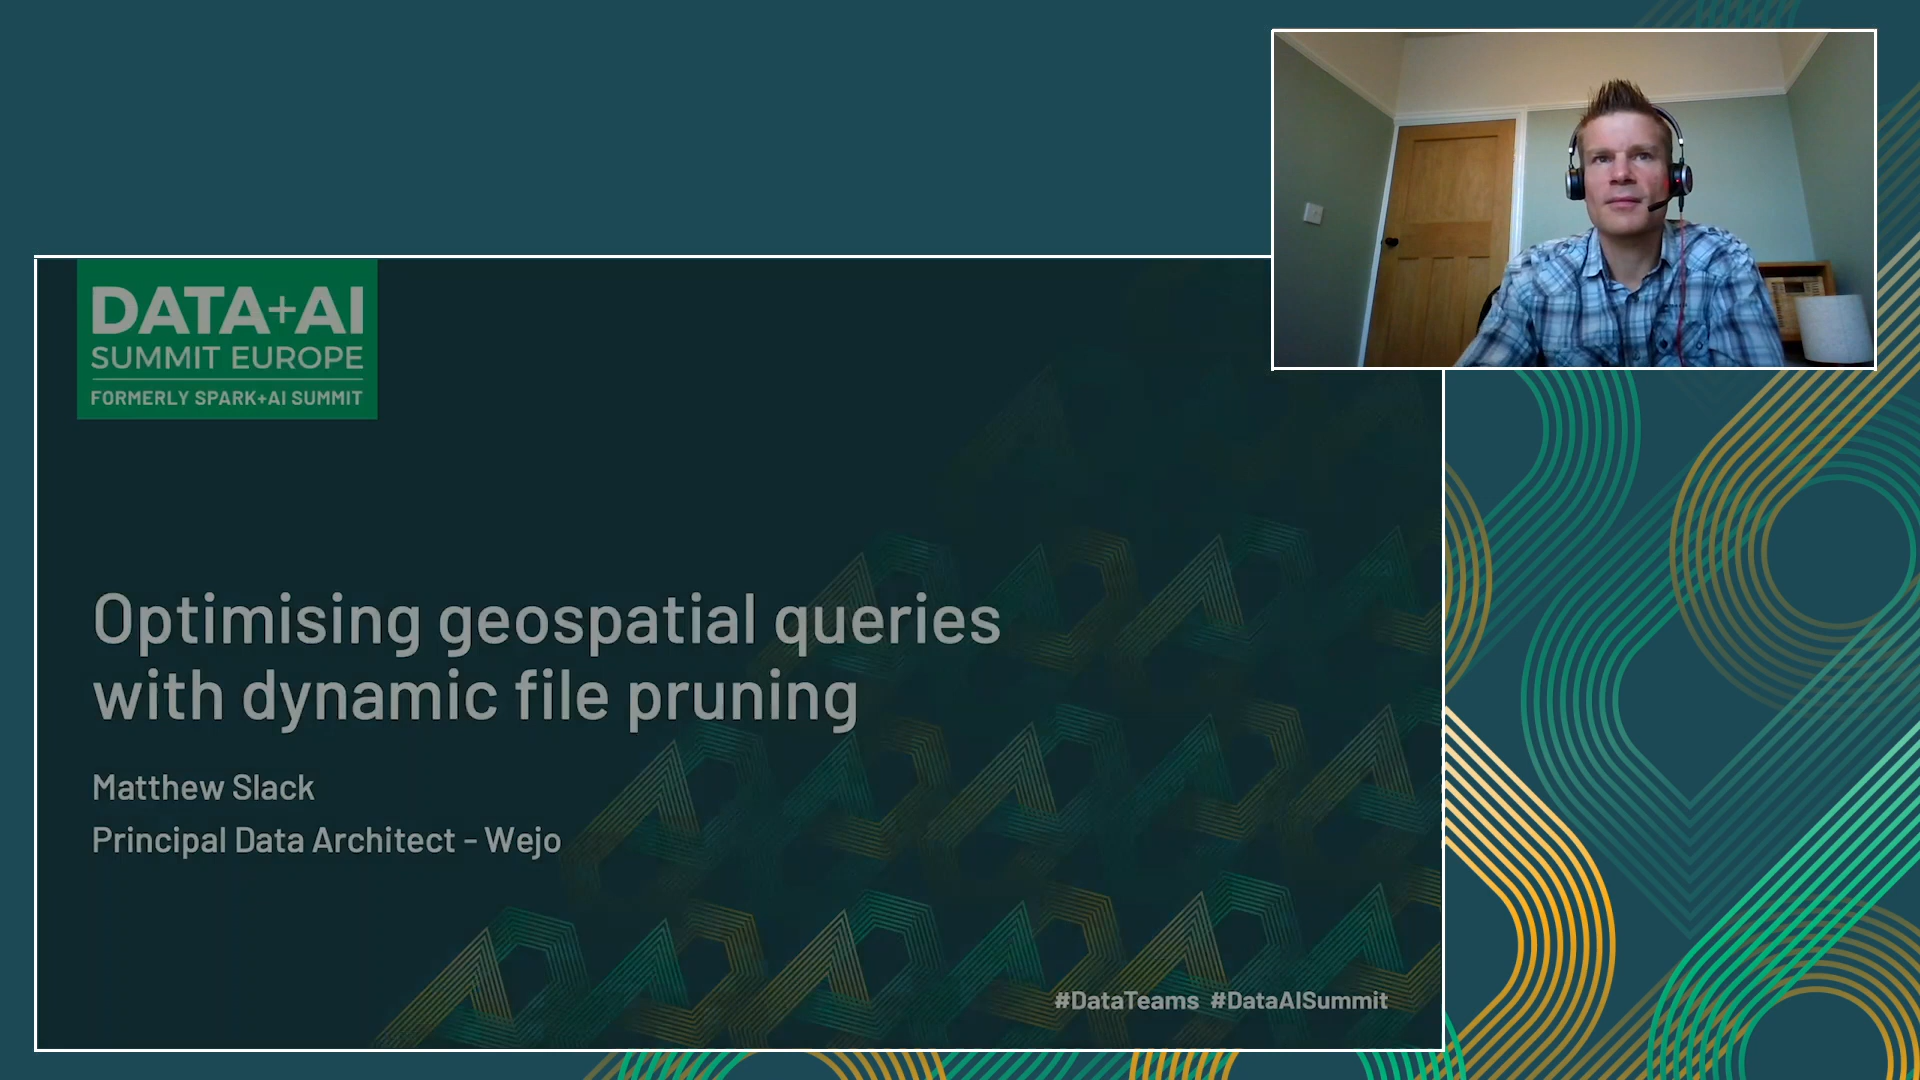 DATA+AI
SUMMIT EUROPE
FORMERLY SPARK+AI SUMMIT
Optimising geospatial queries
with dynamic file pruning
Matthew Slack
Principal Data Architect - Wejo
#DataTeams #DataAISummit